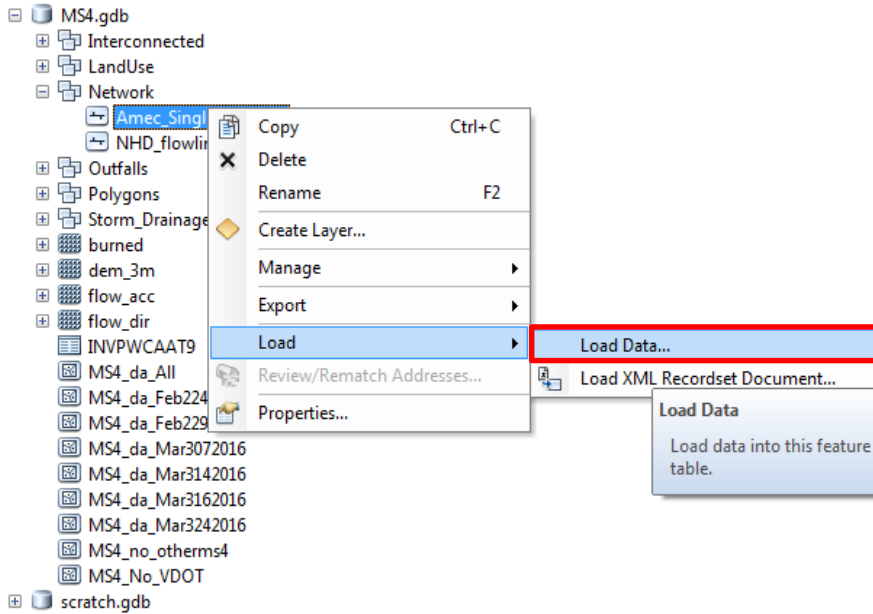 MS4.gdb
Interconnected
LandUse
Network
Amec_Singl
NHD_flowlin
Outfalls
Polygons
Storm_Drainage
burned
dem_3m
flow_acc
flow_dir
INVPWCAAT9
MS4_da_All
MS4_da_Feb224
MS4_da_Feb229
MS4_da_Mar3072016
MS4_da_Mar3142016
MS4_da_Mar3162016
MS4_da_Mar3242016
MS4_no_otherms4
MS4_No_VDOT
scratch.gdb
Copy Ctrl+C
Delete
Rename F2
Create Layer...
Manage
Export
Load
Review/Rematch Addresses...
Properties...
Load Data...
Load XML Recordset Document...
Load Data
Load data into this feature
table.